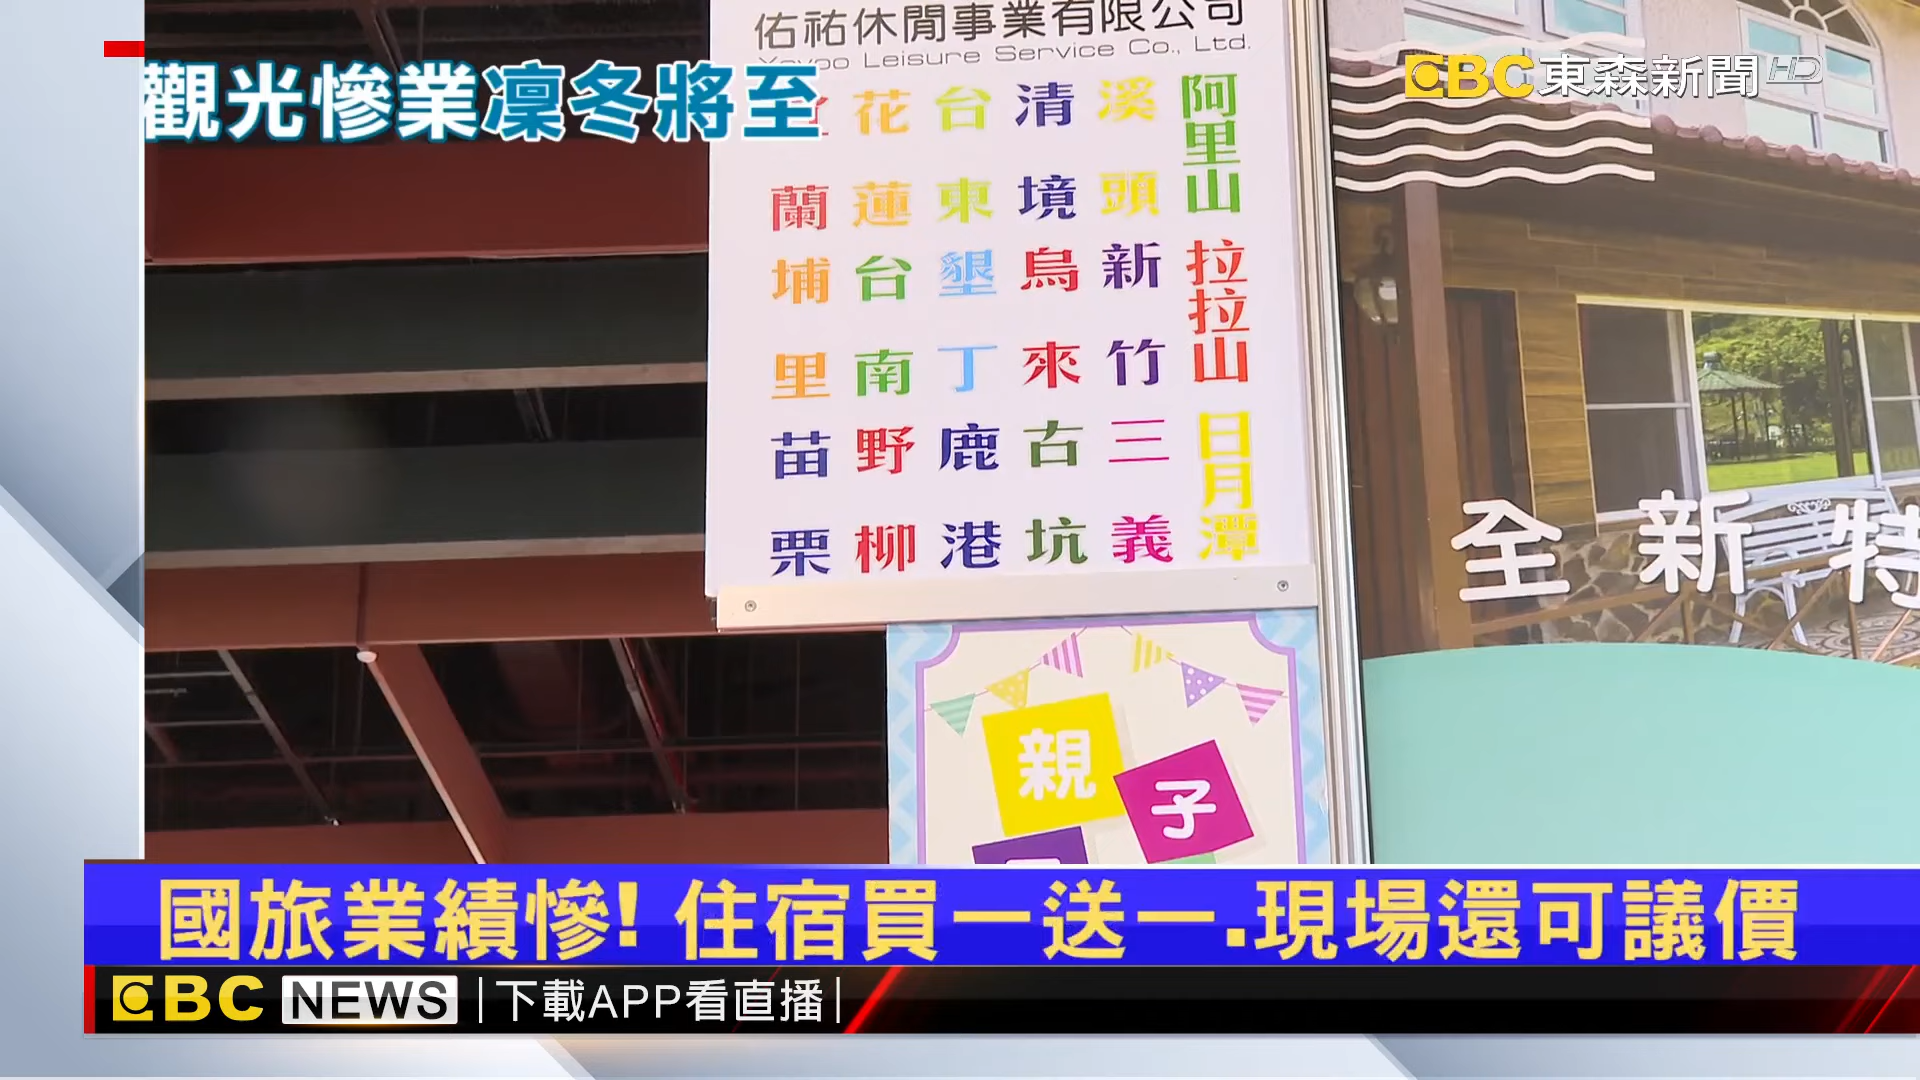 佑祐休閒事業有限公司
Yoyoo Leisure Service Co., Ltd.
觀光慘業凜冬將至
EBC東森新聞HD
花 台 清 溪 阿里山
蘭 蓮 東 境 頭
埔 台 墾 烏 新 拉拉山
里 南 丁 來 竹
苗 野 鹿 古 三 日月潭
栗 柳 港 坑 義
全新特
親
子
國旅業績慘! 住宿買一送一.現場還可議價
EBC NEWS 下載APP看直播